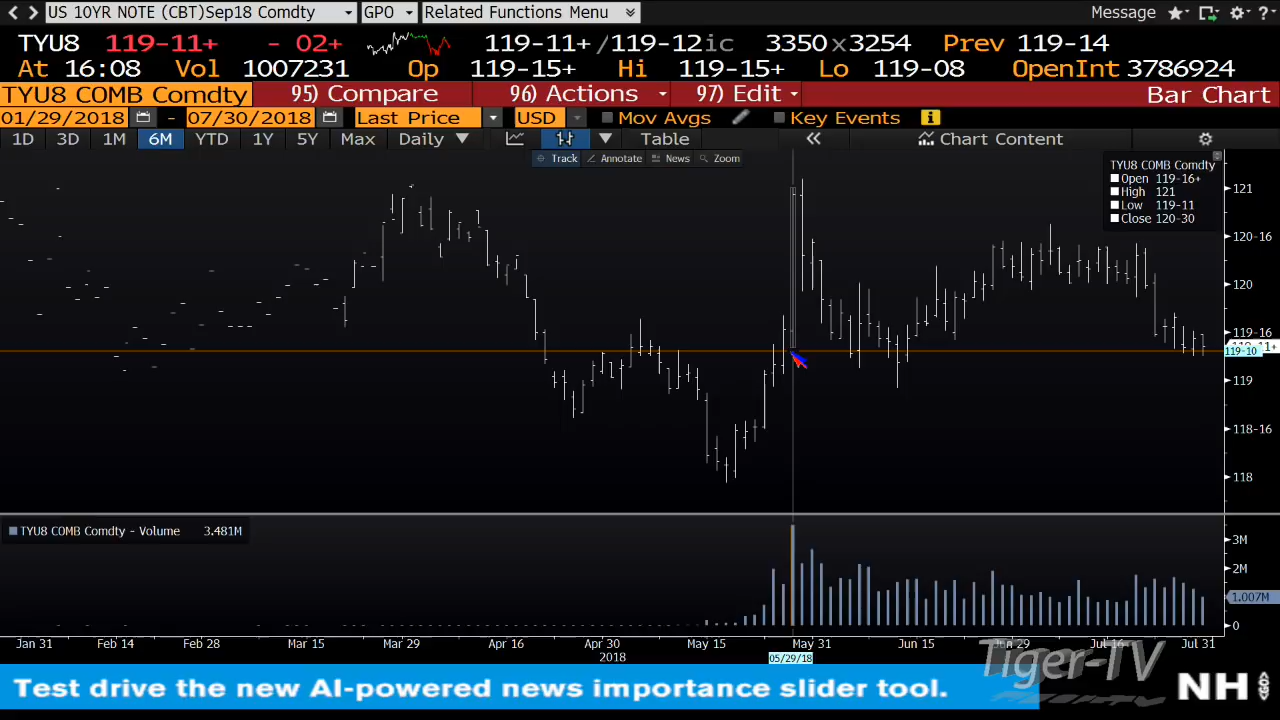 US 10YR NOTE (CBT)Sep18 Comdty GPO Related Functions Menu Message
TYU8 119-11+ - 02+ 119-11+/119-12ic 3350x3254 Prev 119-14
At 16:08 Vol 1007231 Op 119-15+ Hi 119-15+ Lo 119-08 OpenInt 3786924
TYU8 COMB Comdty 95) Compare 96) Actions 97) Edit Bar Chart
01/29/2018 - 07/30/2018 Last Price USD Mov Avgs Key Events
1D 3D 1M 6M YTD 1Y 5Y Max Daily Table Chart Content
Track Annotate News Zoom
TYU8 COMB Comdty
Open 119-16+
High 121
Low 119-11
Close 120-30
121
120-16
120
119-16
119-11+
119-10
119
118-16
118
TYU8 COMB Comdty - Volume 3.481M
3M
2M
1.007M
0
Jan 31 Feb 14 Feb 28 Mar 15 Mar 29 Apr 16 Apr 30 May 15 May 31 Jun 15 Jun 29 Jul 16 Jul 31
2018 05/29/18
Tiger-TV
Test drive the new AI-powered news importance slider tool. NH